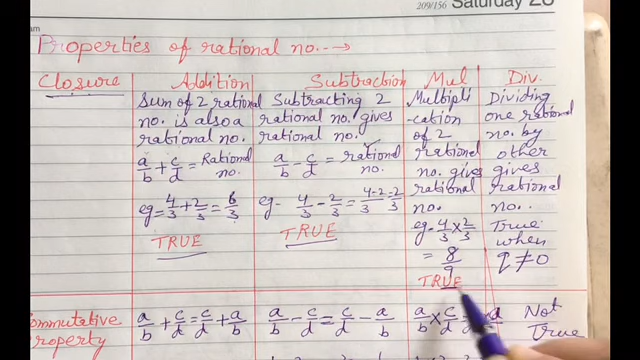 209/156 Saturday
Properties of rational no. →
Closure
Addition
Sum of 2 rational
no. is also a
rational no.
a/b + c/d = Rational no.
eg = 4/3 + 2/3 = 6/3
TRUE
Subtraction
Subtracting 2
rational no. gives
rational no.
a/b - c/d = rational no.
eg- 4/3 - 2/3 = 4-2/3 = 2/3
TRUE
Mul
Multipli
-cation
of 2
rational
no. gives
rational
no.
eg- 4/3 × 2/3
= 8/9
TRUE
Div.
Dividing
one rational
no. by
other
gives
rational
no.
True
when
q ≠ 0
Commutative
property
a/b + c/d = c/d + a/b
a/b - c/d = c/d - a/b
a/b × c/d =
Not
True